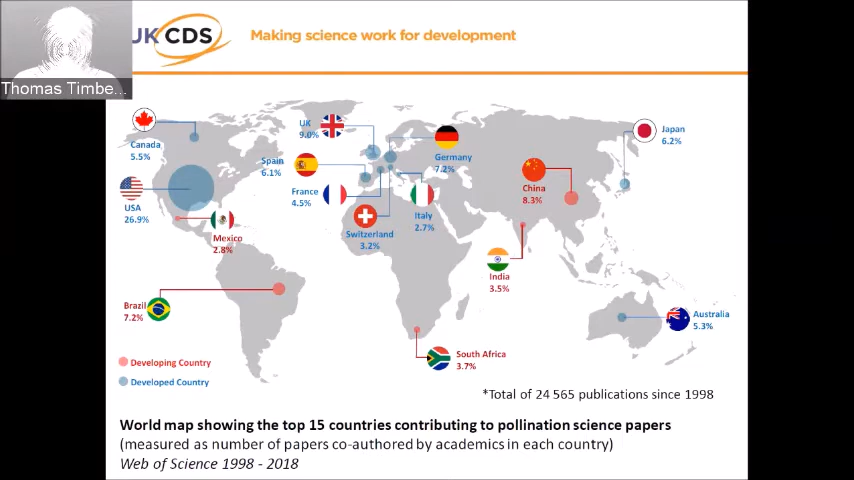 UKCDS
Making science work for development
Thomas Timbe...
Canada
5.5%
UK
9.0%
Germany
7.2%
Japan
6.2%
Spain
6.1%
China
8.3%
USA
26.9%
France
4.5%
Italy
2.7%
Switzerland
3.2%
Mexico
2.8%
India
3.5%
Brazil
7.2%
Australia
5.3%
South Africa
3.7%
Developing Country
Developed Country
*Total of 24 565 publications since 1998
World map showing the top 15 countries contributing to pollination science papers
(measured as number of papers co-authored by academics in each country)
Web of Science 1998 - 2018